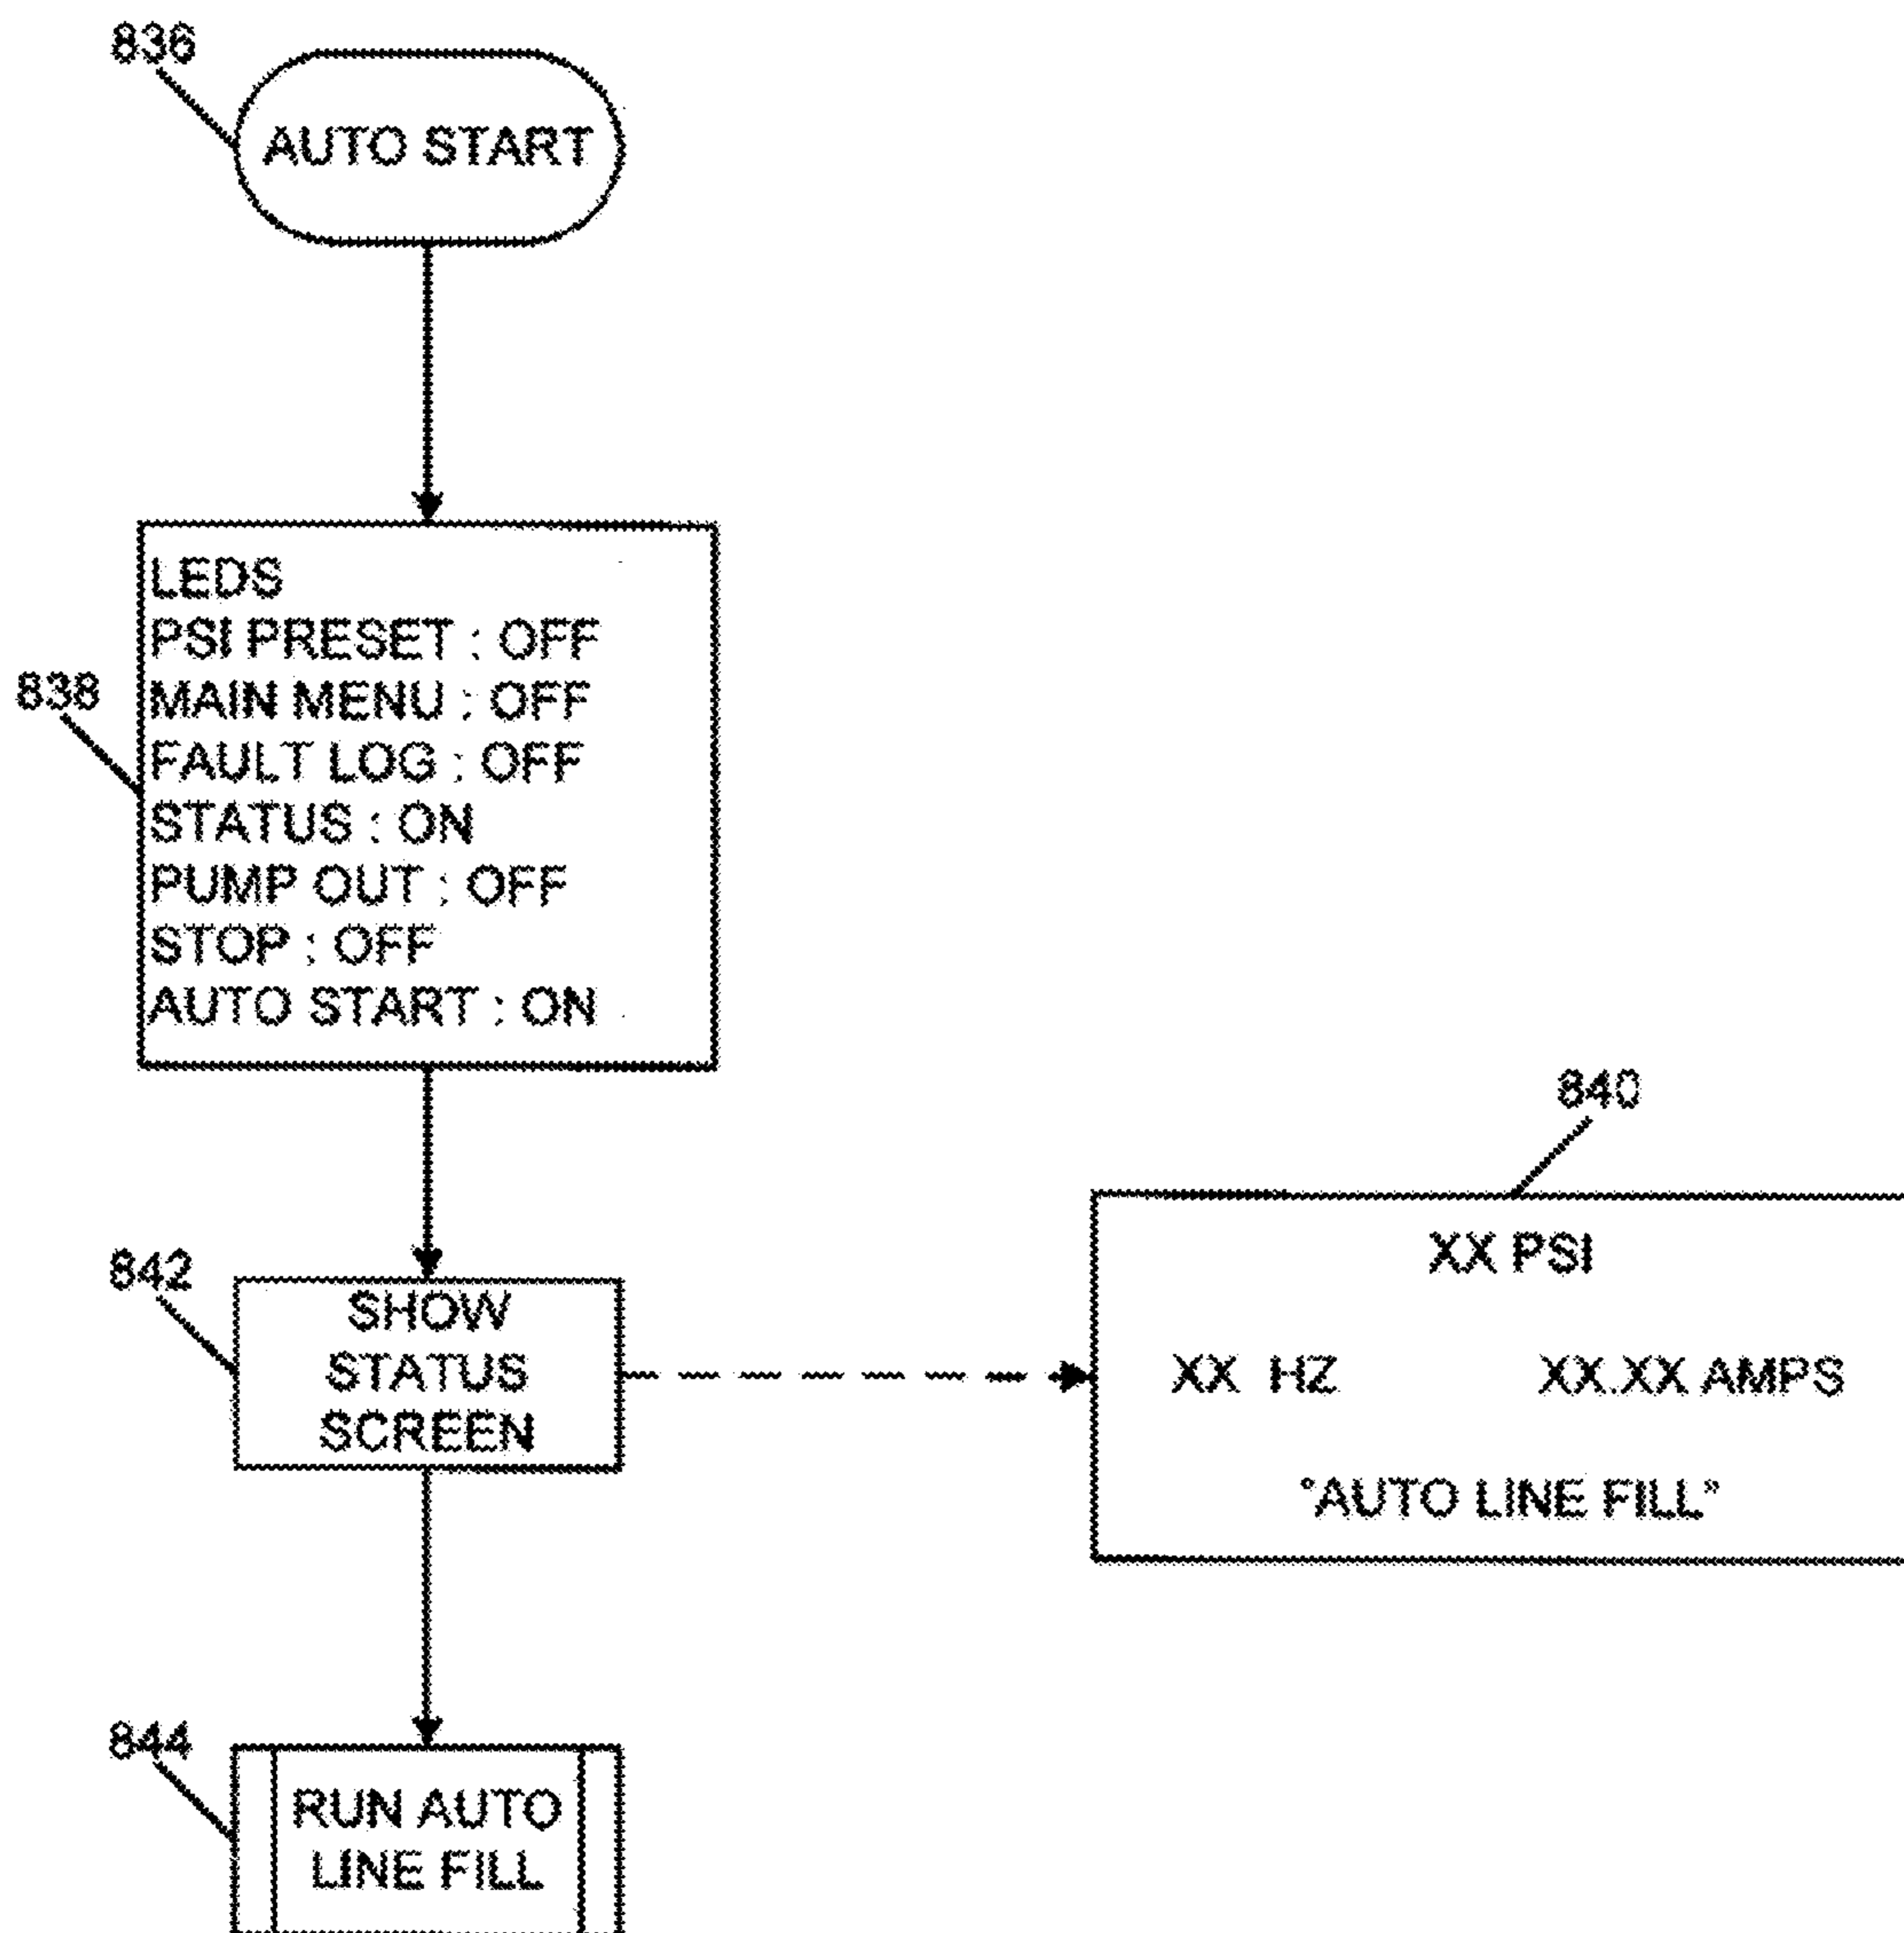 836
AUTO START
838
LEDS
PSI PRESET : OFF
MAIN MENU : OFF
FAULT LOG : OFF
STATUS : ON
PUMP OUT : OFF
STOP : OFF
AUTO START : ON
842
SHOW
STATUS
SCREEN
840
XX PSI
XX HZ XX.XX AMPS
"AUTO LINE FILL"
844
RUN AUTO
LINE FILL